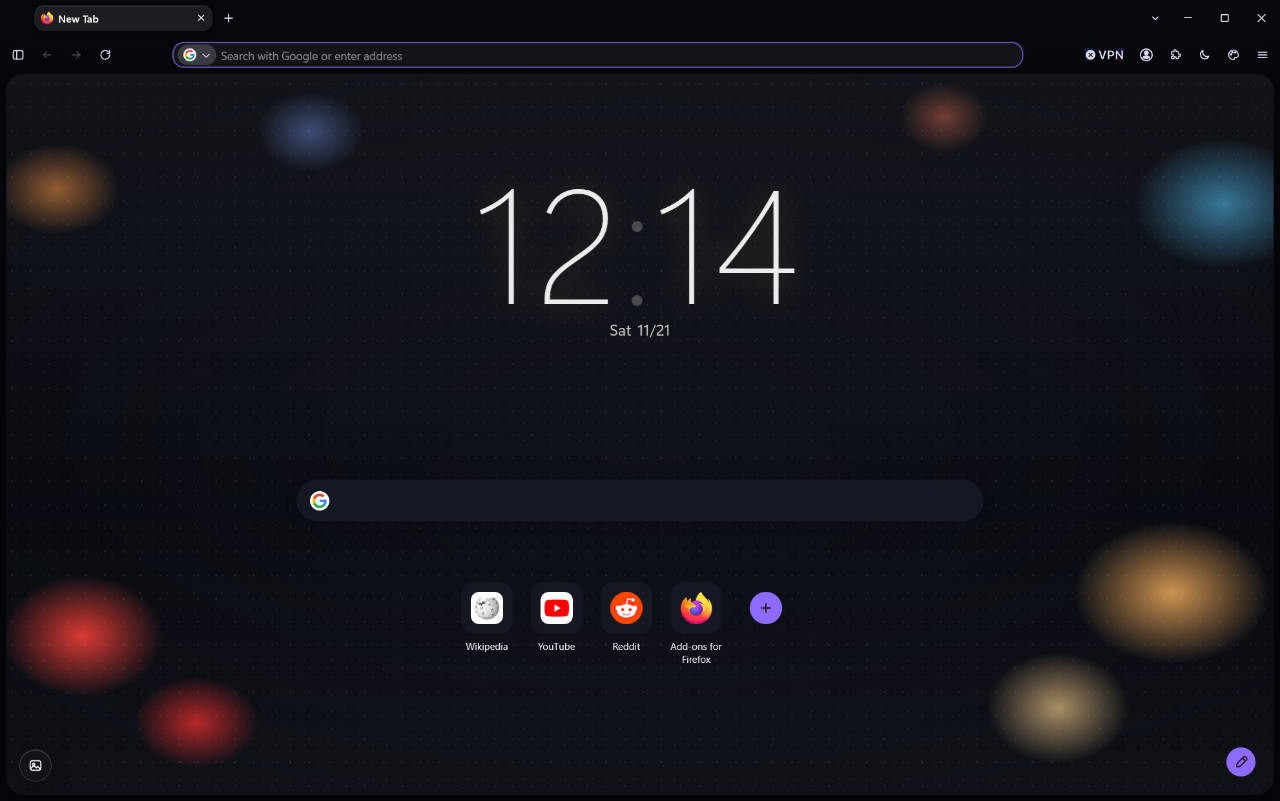 New Tab
Search with Google or enter address
VPN
12:14
Sat 11/21
Wikipedia
YouTube
Reddit
Add-ons for
Firefox